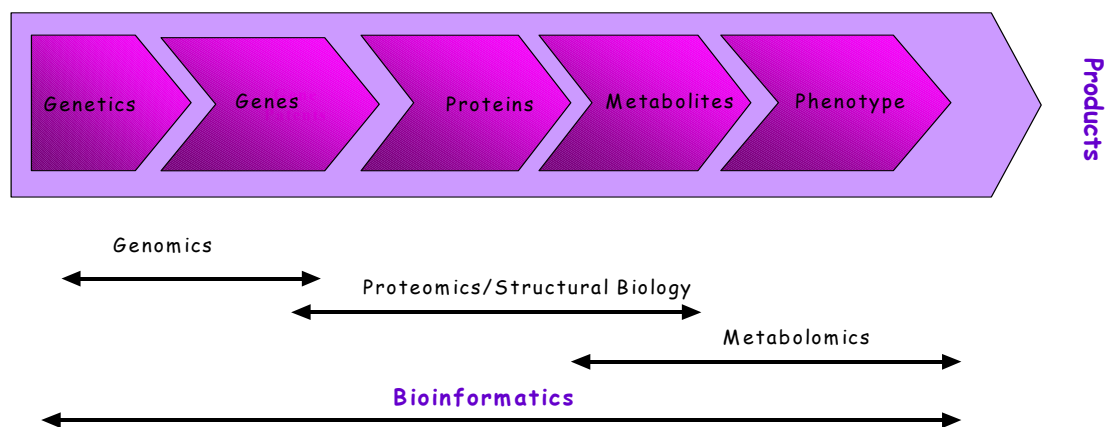 Genetics
Genes
Proteins
Metabolites
Phenotype
Products
Genomics
Proteomics/Structural Biology
Metabolomics
Bioinformatics